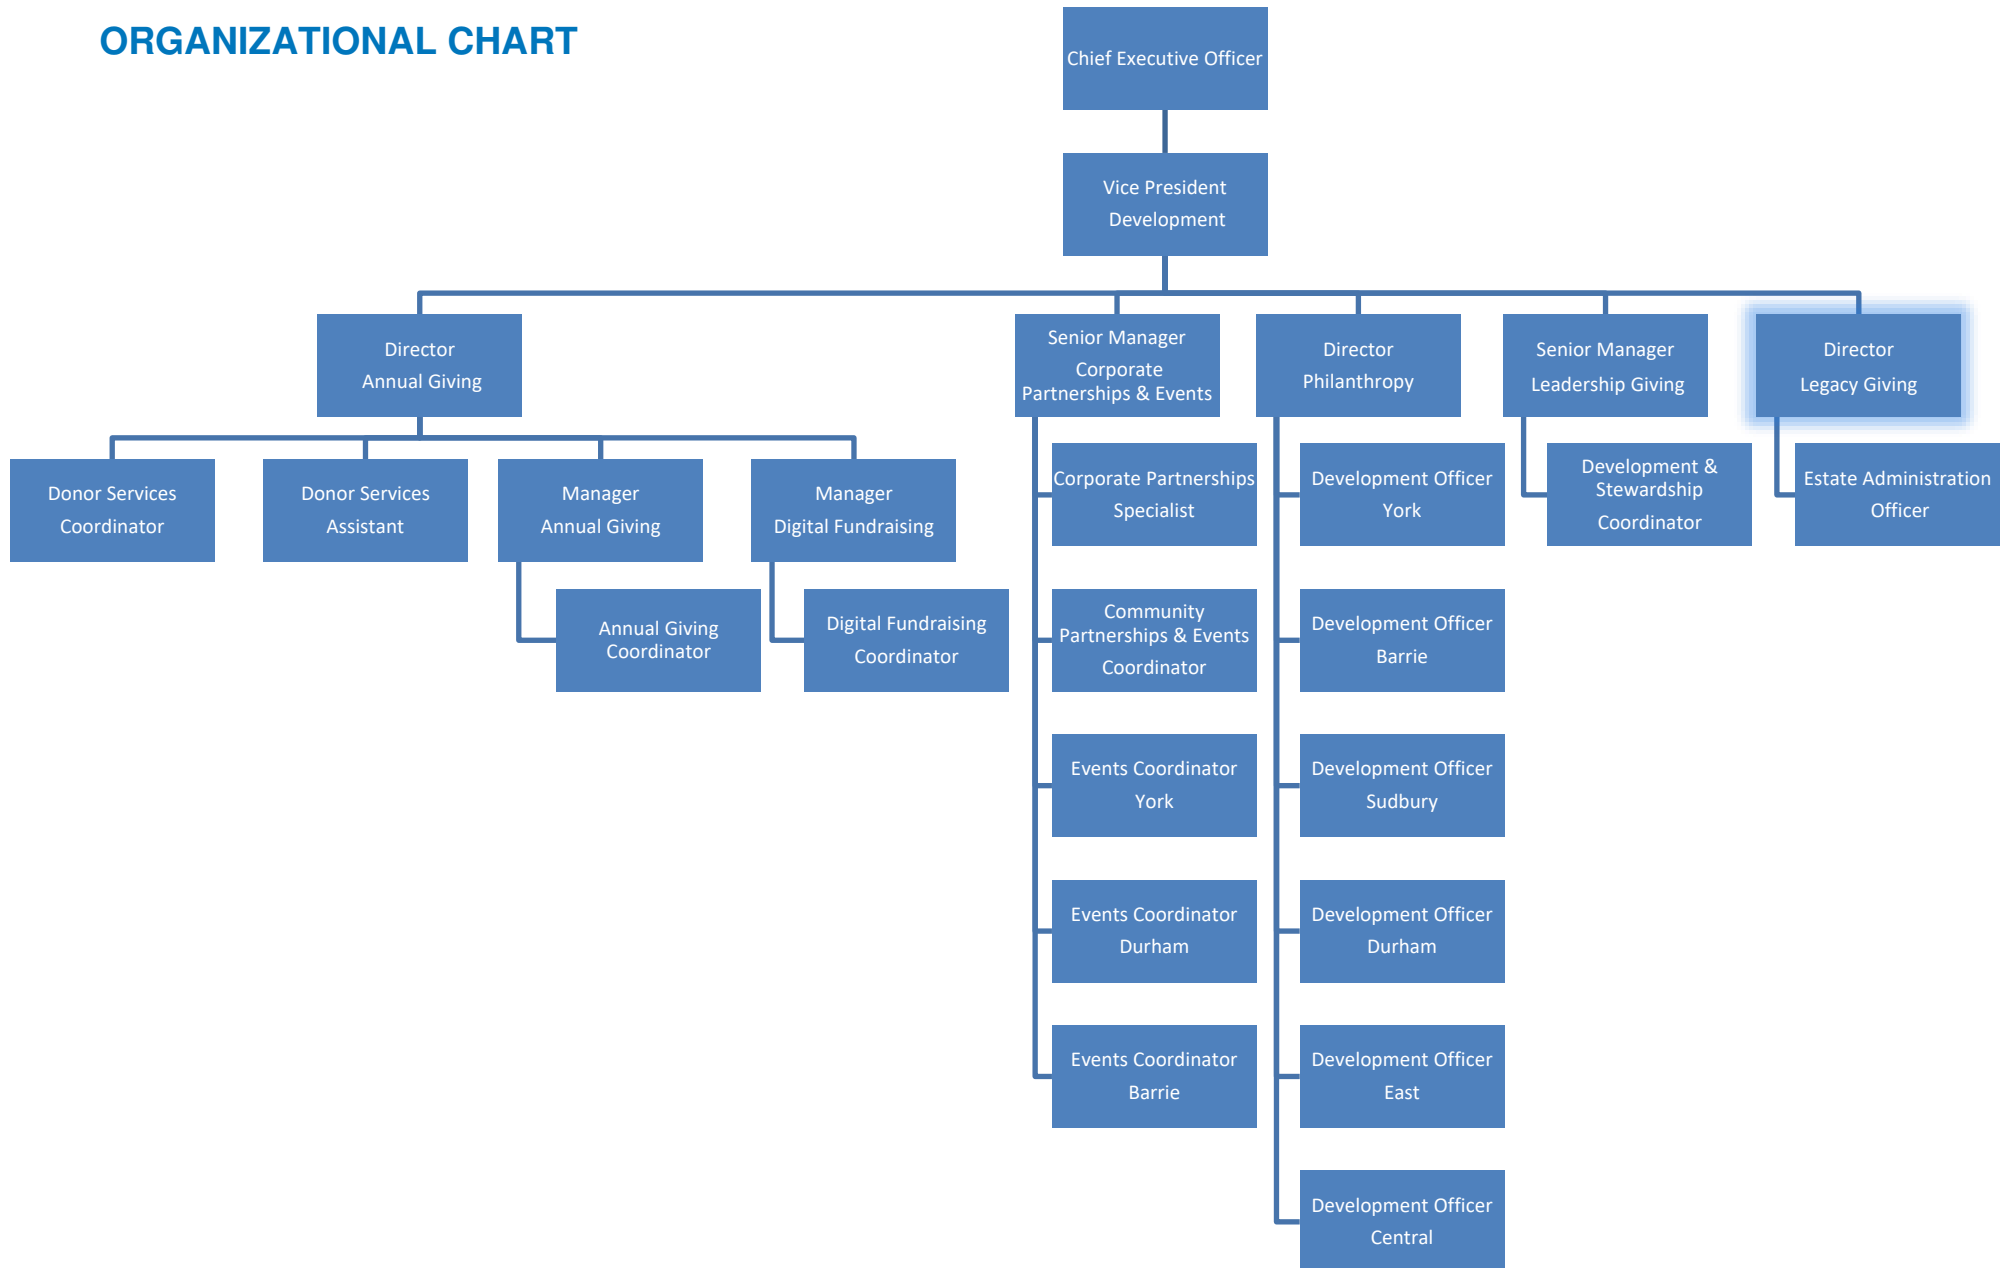 ORGANIZATIONAL CHART
Chief Executive Officer
Vice President
Development
Director
Annual Giving
Senior Manager
Corporate
Partnerships & Events
Director
Philanthropy
Senior Manager
Leadership Giving
Director
Legacy Giving
Donor Services
Coordinator
Donor Services
Assistant
Manager
Annual Giving
Manager
Digital Fundraising
Annual Giving
Coordinator
Digital Fundraising
Coordinator
Corporate Partnerships
Specialist
Community
Partnerships & Events
Coordinator
Events Coordinator
York
Events Coordinator
Durham
Events Coordinator
Barrie
Development Officer
York
Development Officer
Barrie
Development Officer
Sudbury
Development Officer
Durham
Development Officer
East
Development Officer
Central
Development &
Stewardship
Coordinator
Estate Administration
Officer